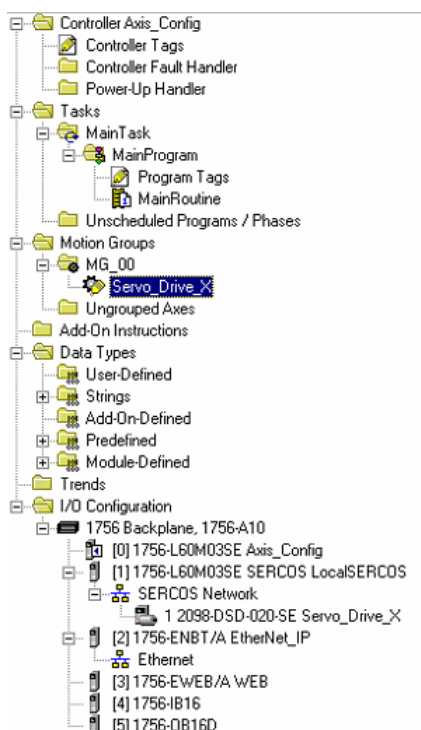 Controller Axis_Config
Controller Tags
Controller Fault Handler
Power-Up Handler
Tasks
MainTask
MainProgram
Program Tags
MainRoutine
Unscheduled Programs / Phases
Motion Groups
MG_00
Servo_Drive_X
Ungrouped Axes
Add-On Instructions
Data Types
User-Defined
Strings
Add-On-Defined
Predefined
Module-Defined
Trends
I/O Configuration
1756 Backplane, 1756-A10
[0] 1756-L60M03SE Axis_Config
[1] 1756-L60M03SE SERCOS LocalSERCOS
SERCOS Network
1 2098-DSD-020-SE Servo_Drive_X
[2] 1756-ENBT/A EtherNet_IP
Ethernet
[3] 1756-EWEB/A WEB
[4] 1756-IB16
[5] 1756-OB16D